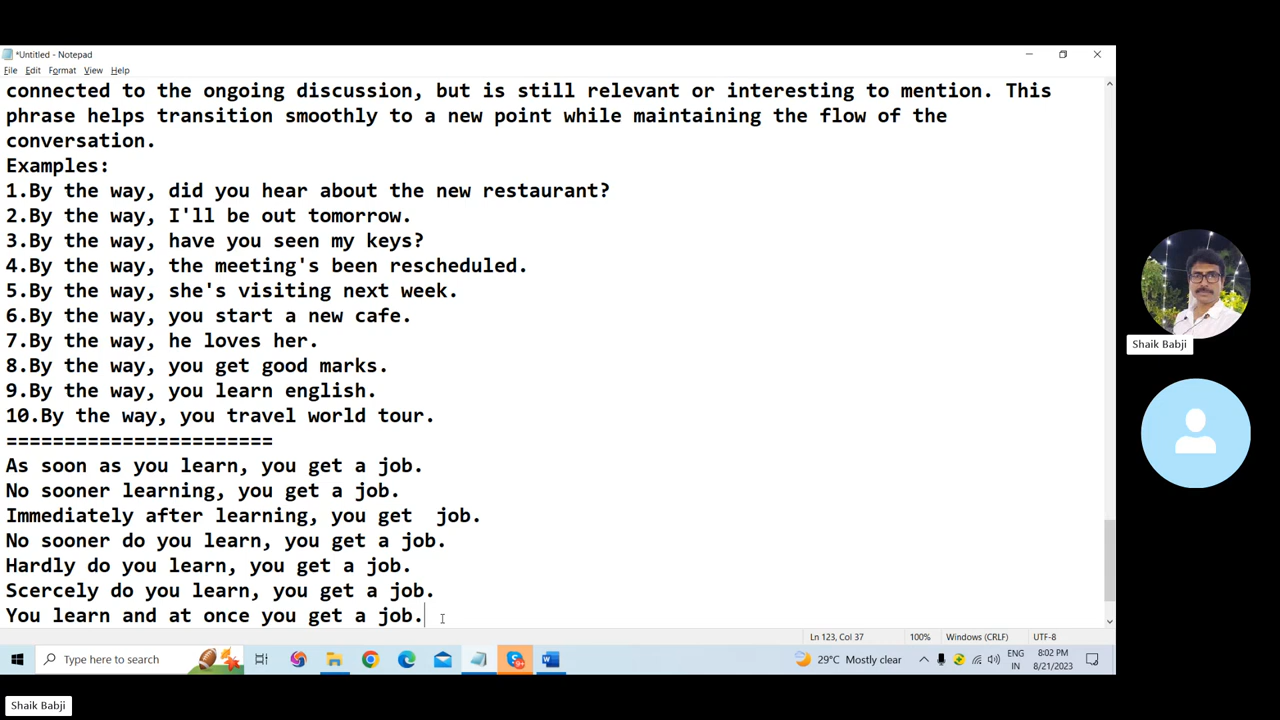 *Untitled - Notepad
File Edit Format View Help
connected to the ongoing discussion, but is still relevant or interesting to mention. This
phrase helps transition smoothly to a new point while maintaining the flow of the
conversation.
Examples:
1.By the way, did you hear about the new restaurant?
2.By the way, I'll be out tomorrow.
3.By the way, have you seen my keys?
4.By the way, the meeting's been rescheduled.
5.By the way, she's visiting next week.
6.By the way, you start a new cafe.
7.By the way, he loves her.
8.By the way, you get good marks.
9.By the way, you learn english.
10.By the way, you travel world tour.
=======================
As soon as you learn, you get a job.
No sooner learning, you get a job.
Immediately after learning, you get  job.
No sooner do you learn, you get a job.
Hardly do you learn, you get a job.
Scercely do you learn, you get a job.
You learn and at once you get a job.
Ln 123, Col 37 100% Windows (CRLF) UTF-8
Type here to search
29°C Mostly clear
ENG
IN
8:02 PM
8/21/2023
Shaik Babji
Shaik Babji